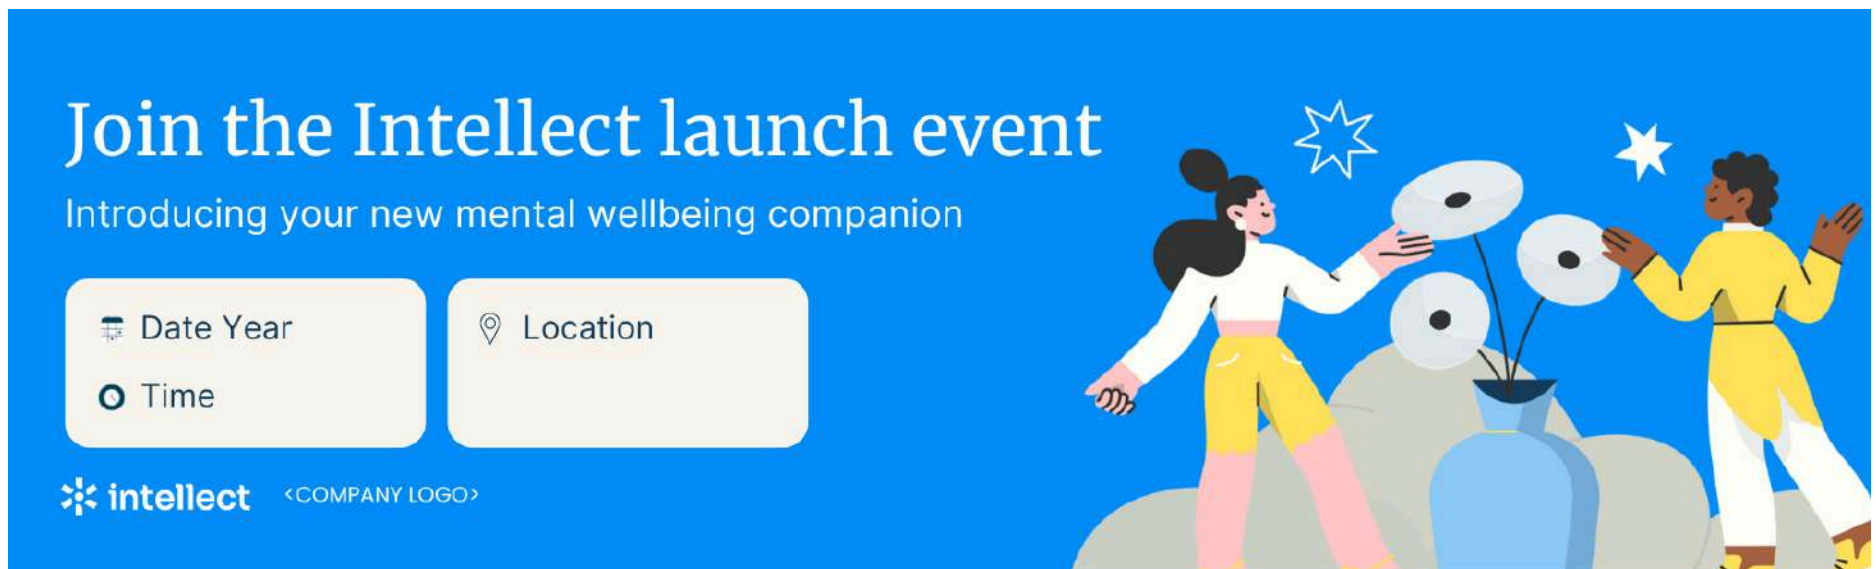 Join the Intellect launch event
Introducing your new mental wellbeing companion
Date Year
Time
Location
intellect
<COMPANY LOGO>